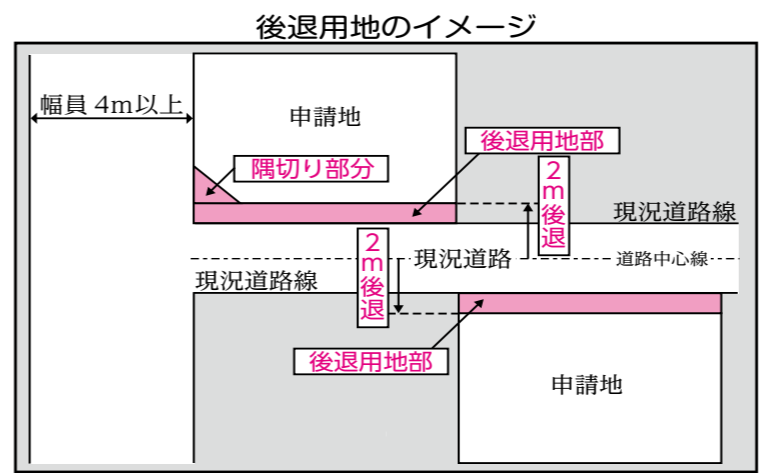 後退用地のイメージ
幅員 4m以上
申請地
後退用地部
隅切り部分
2m後退
現況道路線
2m後退
現況道路
道路中心線
現況道路線
後退用地部
申請地